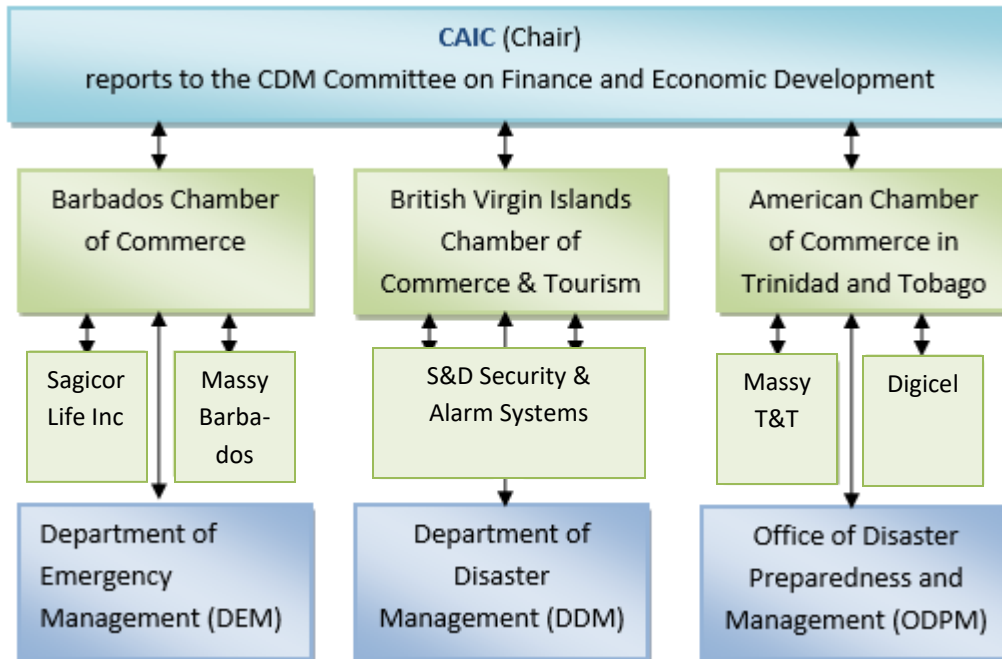 CAIC (Chair)
reports to the CDM Committee on Finance and Economic Development
Barbados Chamber
of Commerce
British Virgin Islands
Chamber of
Commerce & Tourism
American Chamber
of Commerce in
Trinidad and Tobago
Sagicor
Life Inc
Massy
Barba-
dos
S&D Security &
Alarm Systems
Massy
T&T
Digicel
Department of
Emergency
Management (DEM)
Department of
Disaster
Management (DDM)
Office of Disaster
Preparedness and
Management (ODPM)